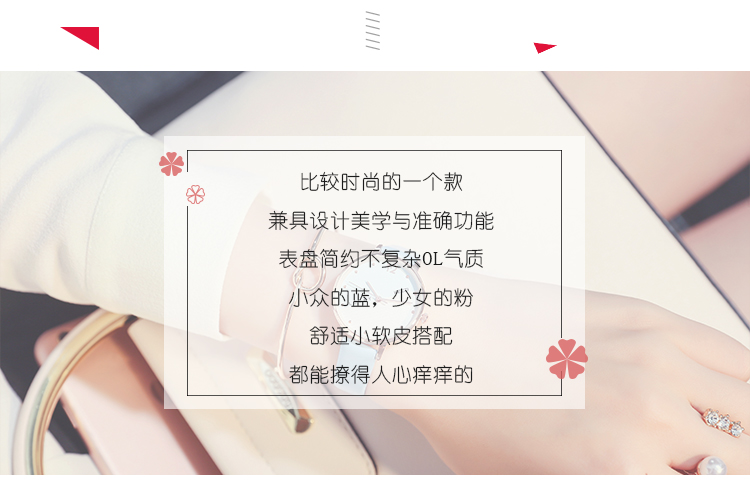 比较时尚的一个款
兼具设计美学与准确功能
表盘简约不复杂OL气质
小众的蓝，少女的粉
舒适小软皮搭配
都能撩得人心痒痒的